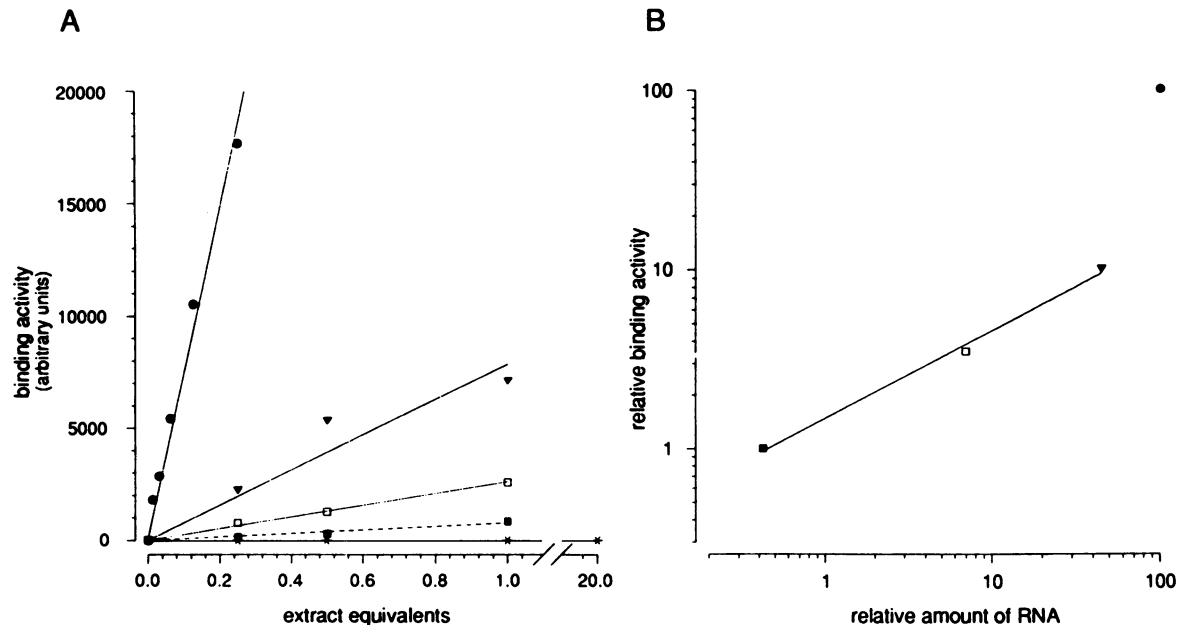 A
B
20000
15000
10000
5000
0
binding activity
(arbitrary units)
0.0
0.2
0.4
0.6
0.8
1.0
20.0
extract equivalents
100
10
1
relative binding activity
1
10
100
relative amount of RNA